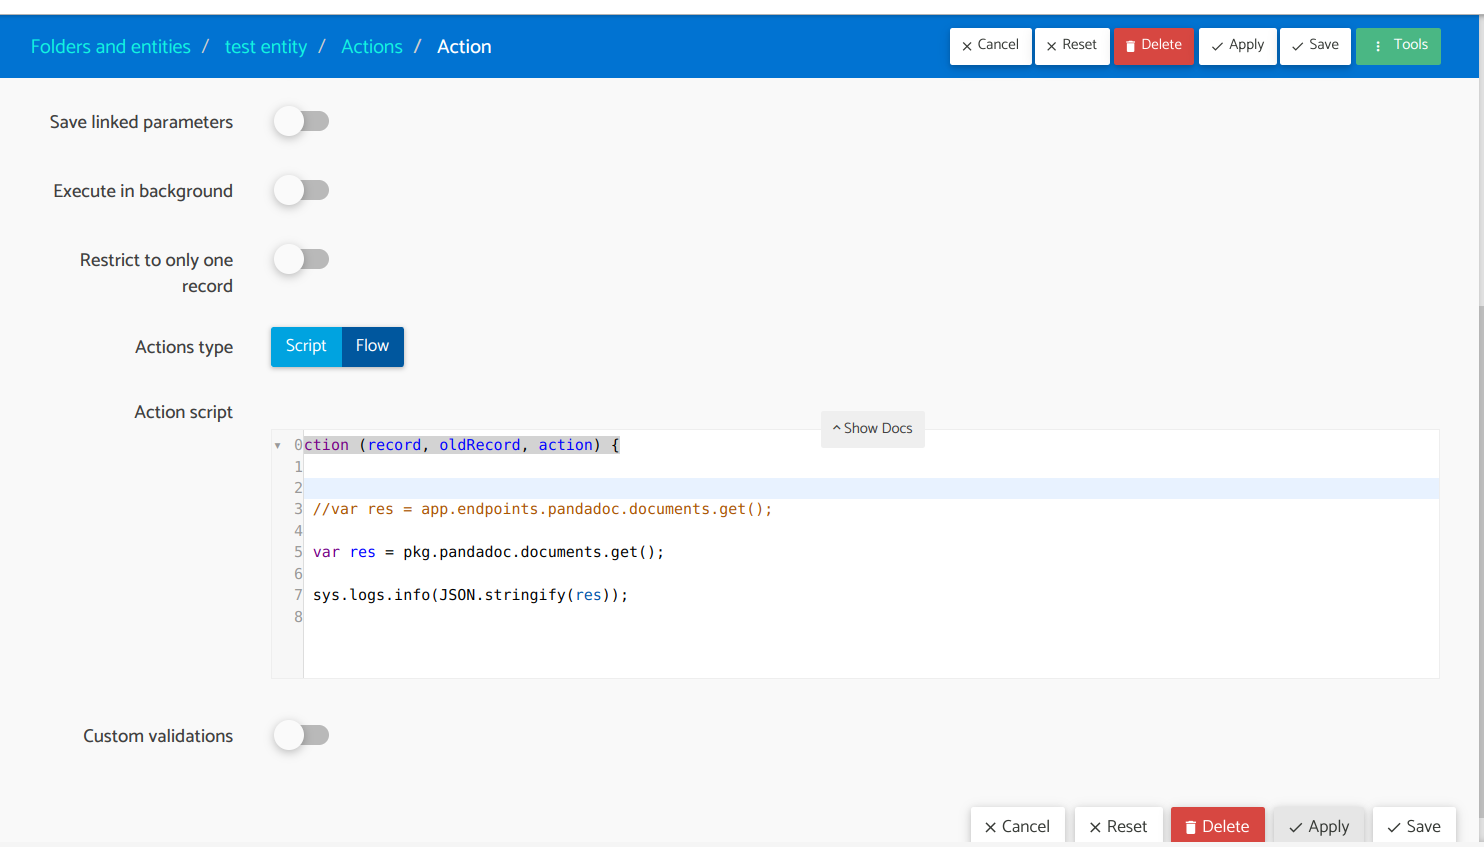 Folders and entities / test entity / Actions / Action
Cancel Reset Delete Apply Save Tools
Save linked parameters
Execute in background
Restrict to only one
record
Actions type Script Flow
Action script
Show Docs
0 ction (record, oldRecord, action) {
1
2
3 //var res = app.endpoints.pandadoc.documents.get();
4
5 var res = pkg.pandadoc.documents.get();
6
7 sys.logs.info(JSON.stringify(res));
8
Custom validations
Cancel Reset Delete Apply Save